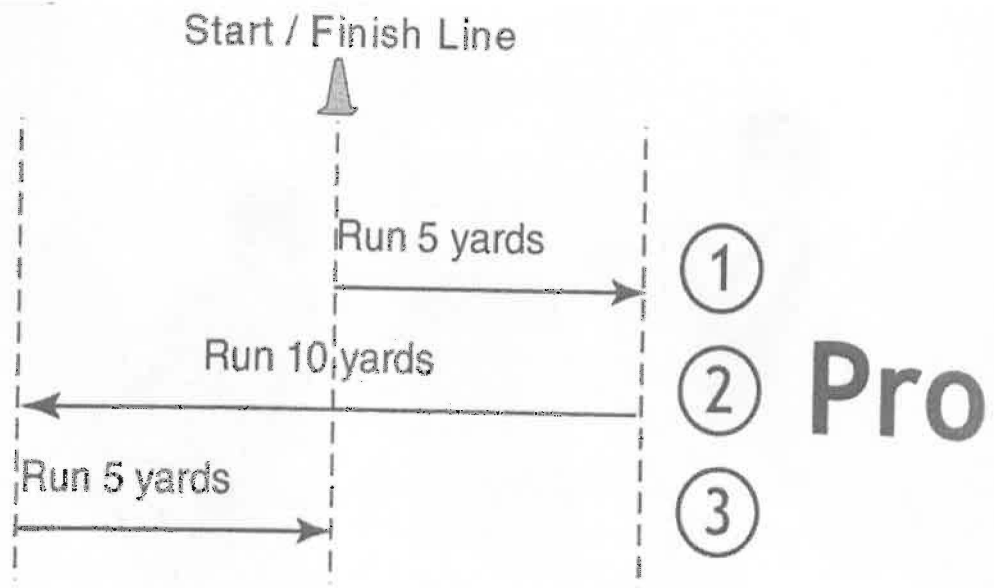 Start / Finish Line
Run 5 yards
1
Run 10 yards
2
Pro
Run 5 yards
3